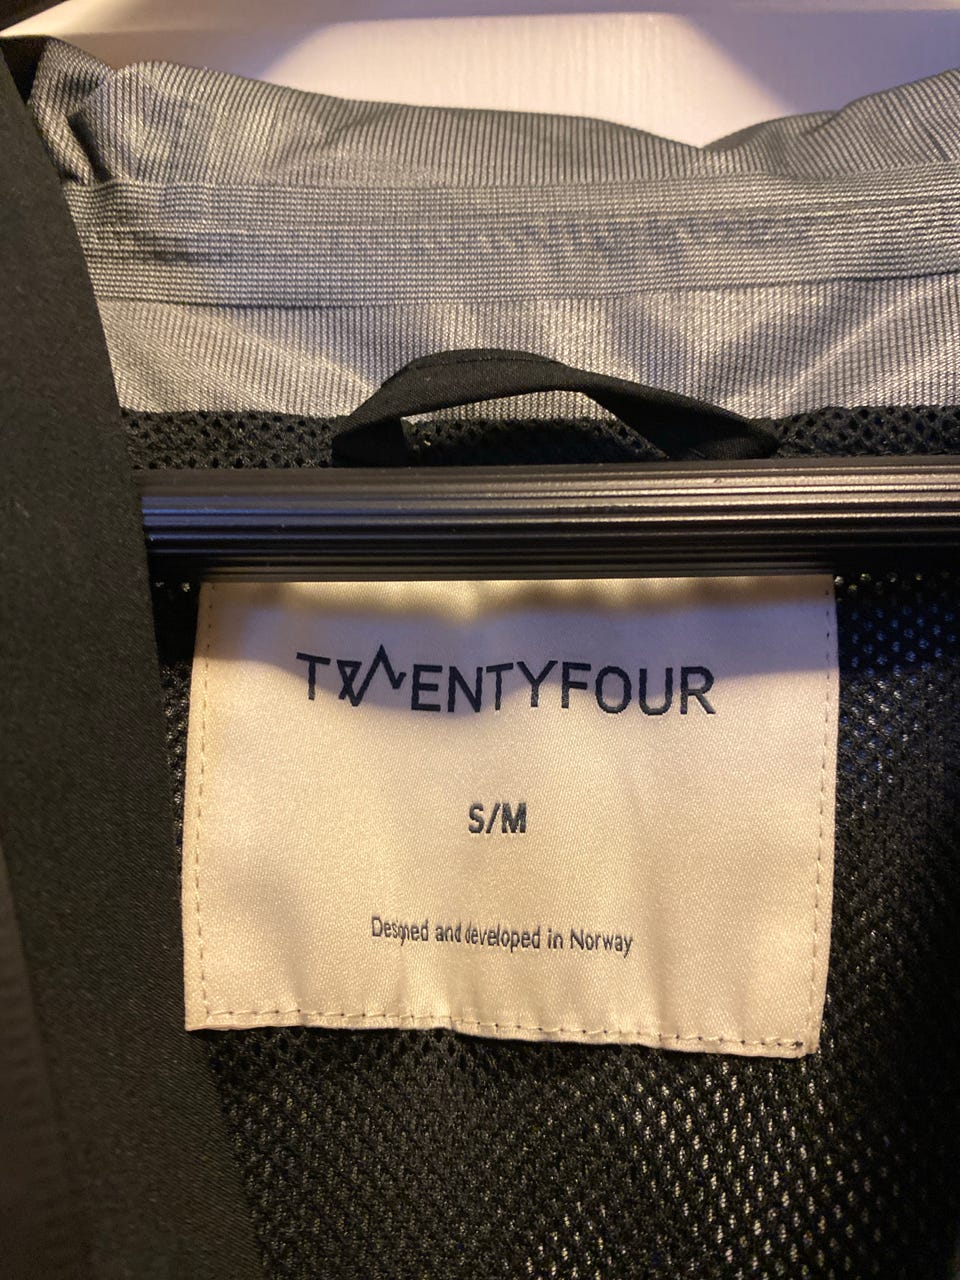 TWENTYFOUR
S/M
Designed and developed in Norway